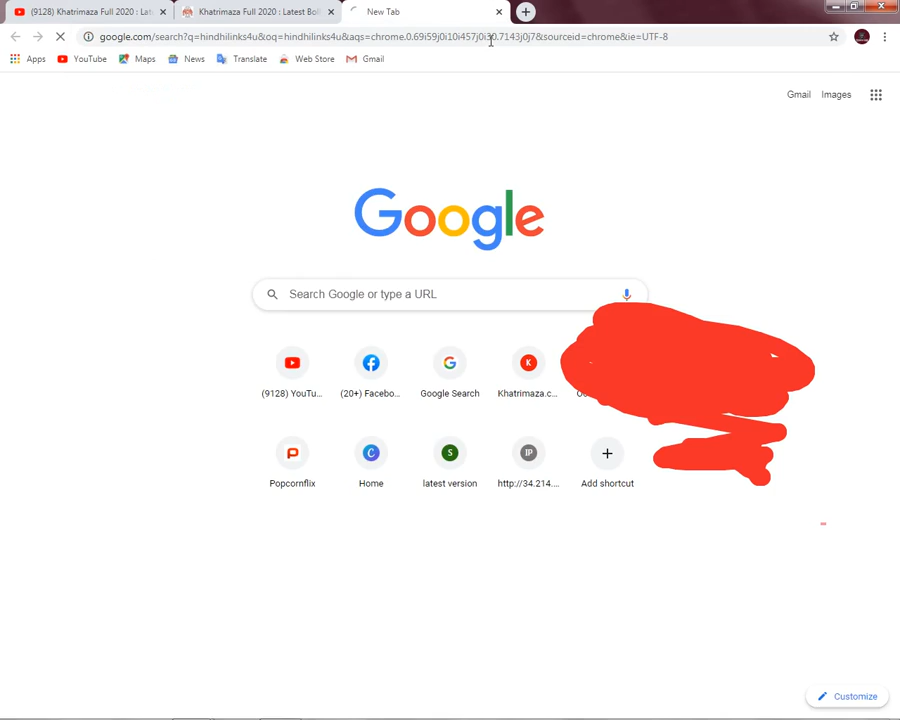 (9128) Khatrimaza Full 2020 : Lat
Khatrimaza Full 2020 : Latest Boll
New Tab
google.com/search?q=hindhilinks4u&oq=hindhilinks4u&aqs=chrome.0.69i59j0i10i457j0i30.7143j0j7&sourceid=chrome&ie=UTF-8
Apps YouTube Maps News Translate Web Store Gmail
Gmail Images
Google
Search Google or type a URL
(9128) YouTu... (20+) Facebo... Google Search Khatrimaza.c...
Popcornflix Home latest version http://34.214.... Add shortcut
Customize